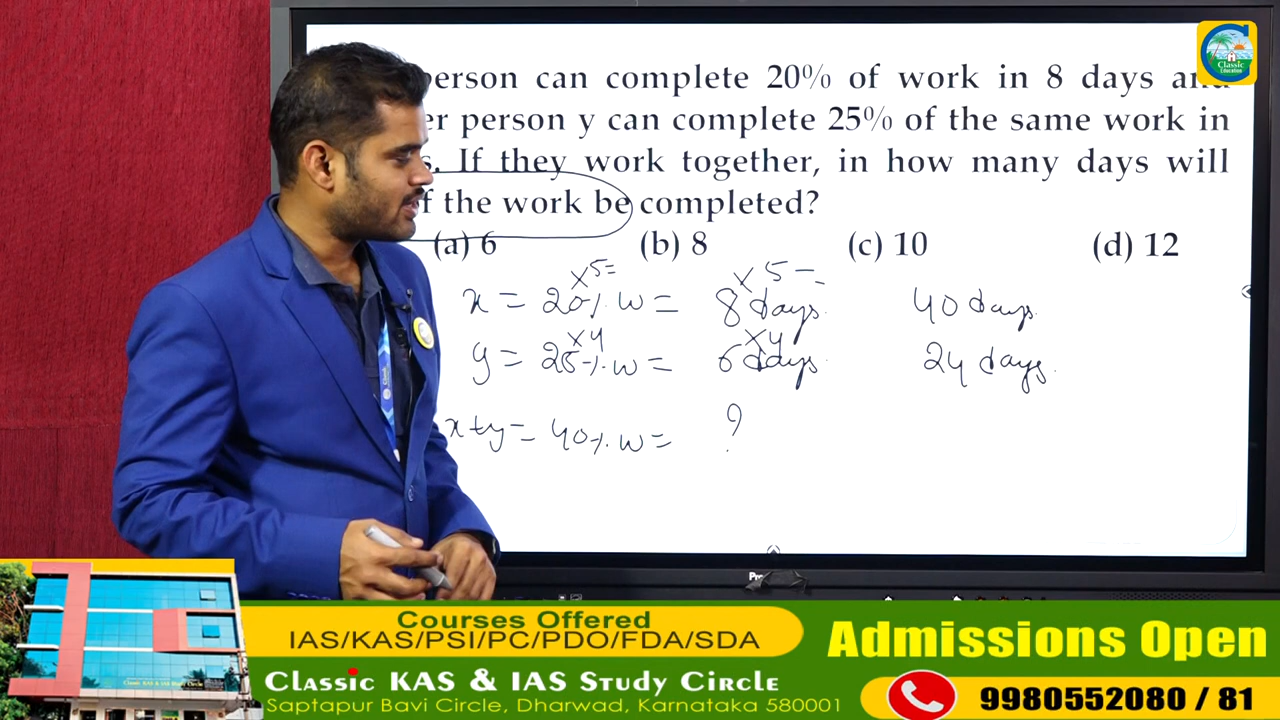 Classic
Education
person can complete 20% of work in 8 days and
er person y can complete 25% of the same work in
s. If they work together, in how many days will
f the work be completed?
(a) 6 (b) 8 (c) 10 (d) 12
x5= x 5 =
x = 20%. w = 8 days. 40 days.
x4 x4
y = 25%. w = 6 days. 24 days.
x+y = 40%. w = ?
Courses Offered
IAS/KAS/PSI/PC/PDO/FDA/SDA
Admissions Open
Classic KAS & IAS Study Circle
Saptapur Bavi Circle, Dharwad, Karnataka 580001
9980552080 / 81